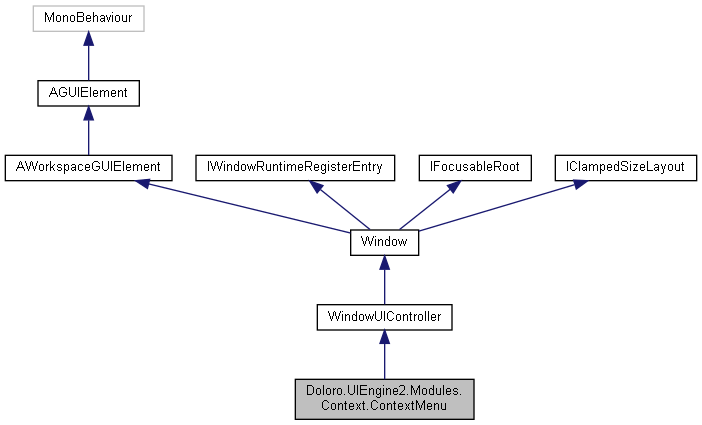 MonoBehaviour
AGUIElement
AWorkspaceGUIElement
IWindowRuntimeRegisterEntry
IFocusableRoot
IClampedSizeLayout
Window
WindowUIController
Doloro.UIEngine2.Modules.
Context.ContextMenu